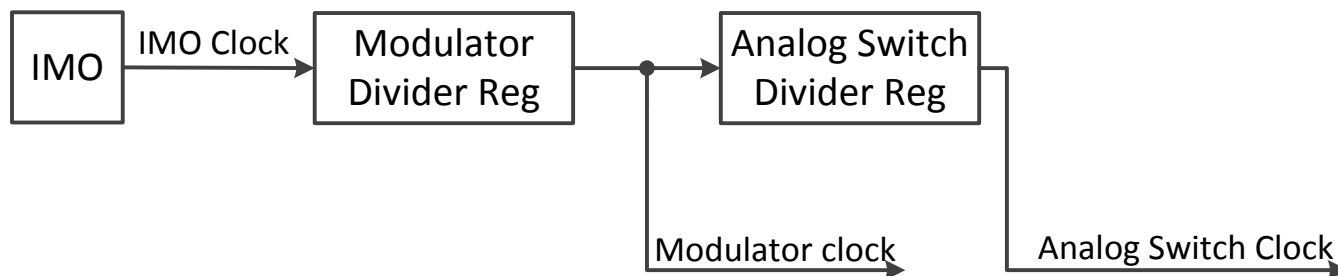 IMO
IMO Clock
Modulator
Divider Reg
Analog Switch
Divider Reg
Modulator clock
Analog Switch Clock